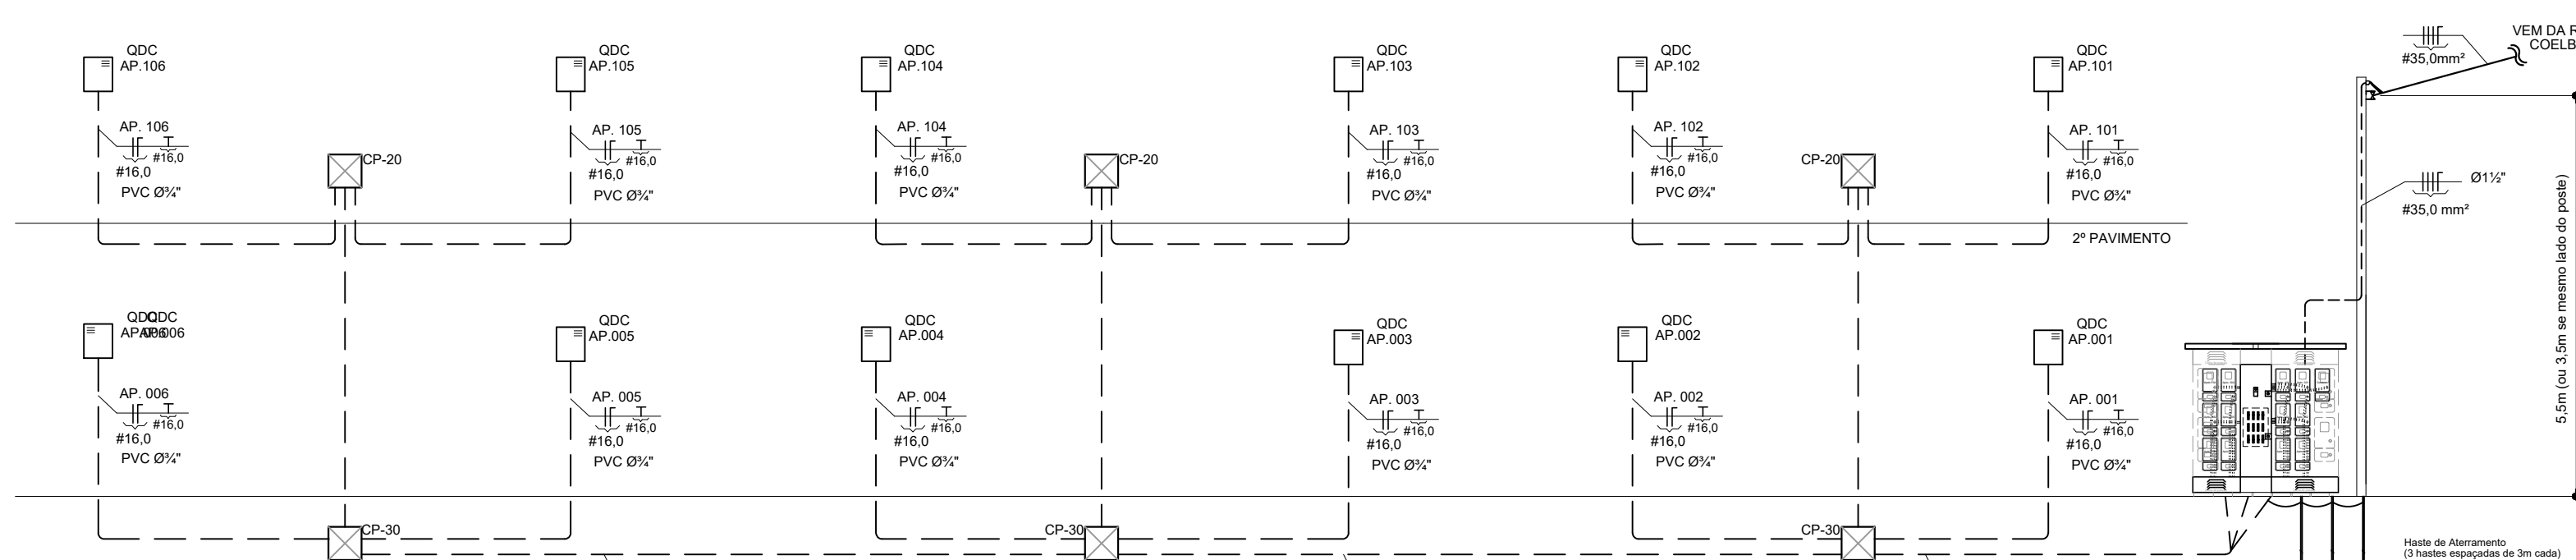 QDC
AP.106
QDC
AP.105
QDC
AP.104
QDC
AP.103
QDC
AP.102
QDC
AP.101
#35,0mm²
VEM DA R
COELB
AP. 106
#16,0
#16,0
PVC Ø¾"
CP-20
AP. 105
#16,0
#16,0
PVC Ø¾"
AP. 104
#16,0
#16,0
PVC Ø¾"
CP-20
AP. 103
#16,0
#16,0
PVC Ø¾"
AP. 102
#16,0
#16,0
PVC Ø¾"
CP-20
AP. 101
#16,0
#16,0
PVC Ø¾"
Ø1½"
#35,0 mm²
5,5m (ou 3,5m se mesmo lado do poste)
2º PAVIMENTO
QDC
QDC
AP.006
AP.006
QDC
AP.005
QDC
AP.004
QDC
AP.003
QDC
AP.002
QDC
AP.001
AP. 006
#16,0
#16,0
PVC Ø¾"
AP. 005
#16,0
#16,0
PVC Ø¾"
AP. 004
#16,0
#16,0
PVC Ø¾"
AP. 003
#16,0
#16,0
PVC Ø¾"
AP. 002
#16,0
#16,0
PVC Ø¾"
AP. 001
#16,0
#16,0
PVC Ø¾"
CP-30
CP-30
CP-30
Haste de Aterramento
(3 hastes espaçadas de 3m cada)